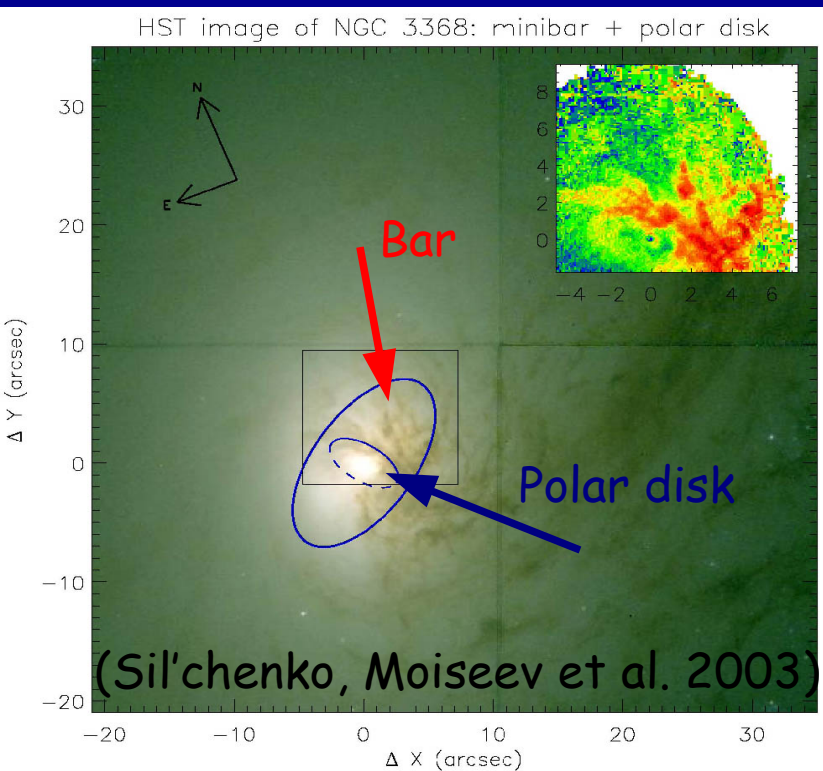 HST image of NGC 3368: minibar + polar disk
N
E
30
20
10
0
−10
−20
Δ Y (arcsec)
8
6
4
2
0
−4 −2 0 2 4 6
Bar
Polar disk
(Sil'chenko, Moiseev et al. 2003)
−20 −10 0 10 20 30
Δ X (arcsec)